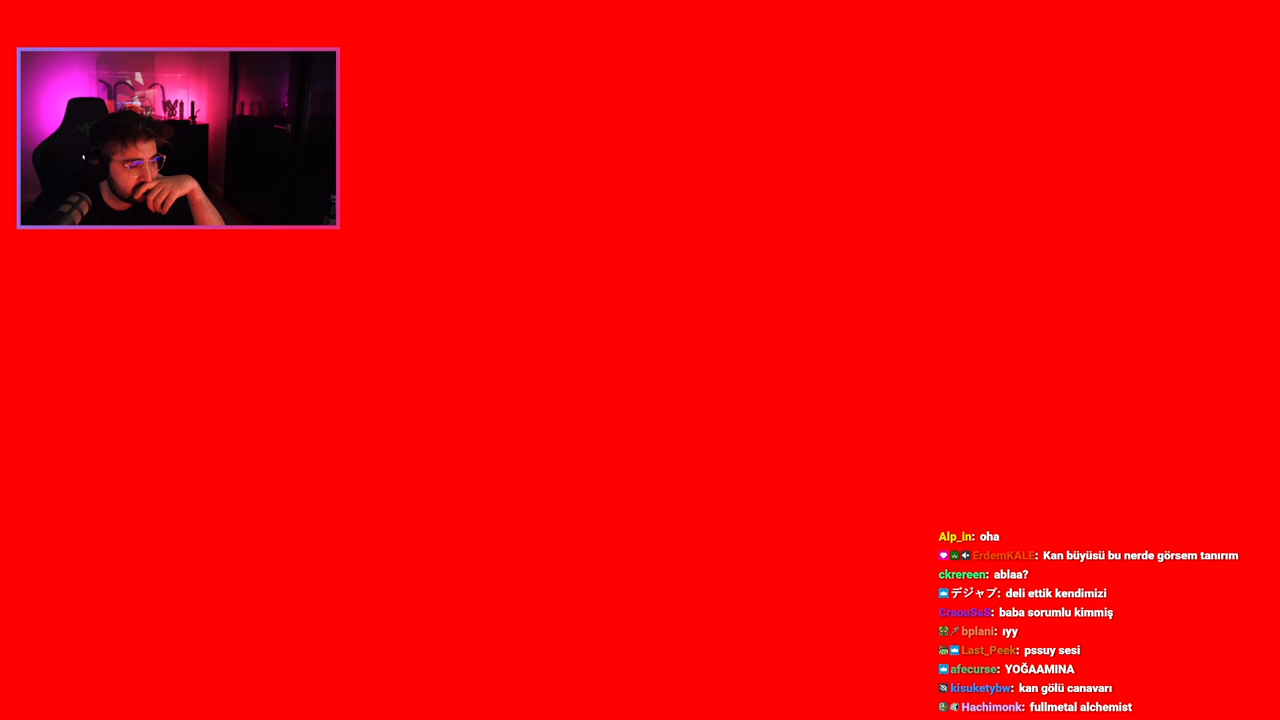 Alp_in: oha
ErdemKALE: Kan büyüsü bu nerde görsem tanırım
ckrereen: ablaa?
デジャブ: deli ettik kendimizi
CraouSsS: baba sorumlu kimmiş
bplani: ıyy
Last_Peek: pssuy sesi
afecurse: YOĞAAMINA
kisuketybw: kan gölü canavarı
Hachimonk: fullmetal alchemist